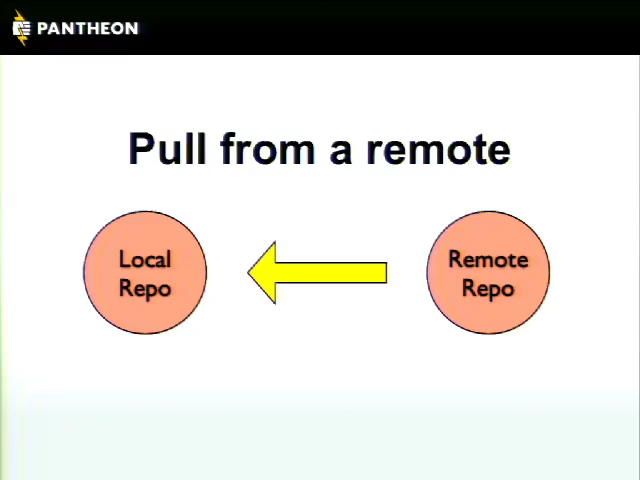 PANTHEON
Pull from a remote
Local
Repo
Remote
Repo